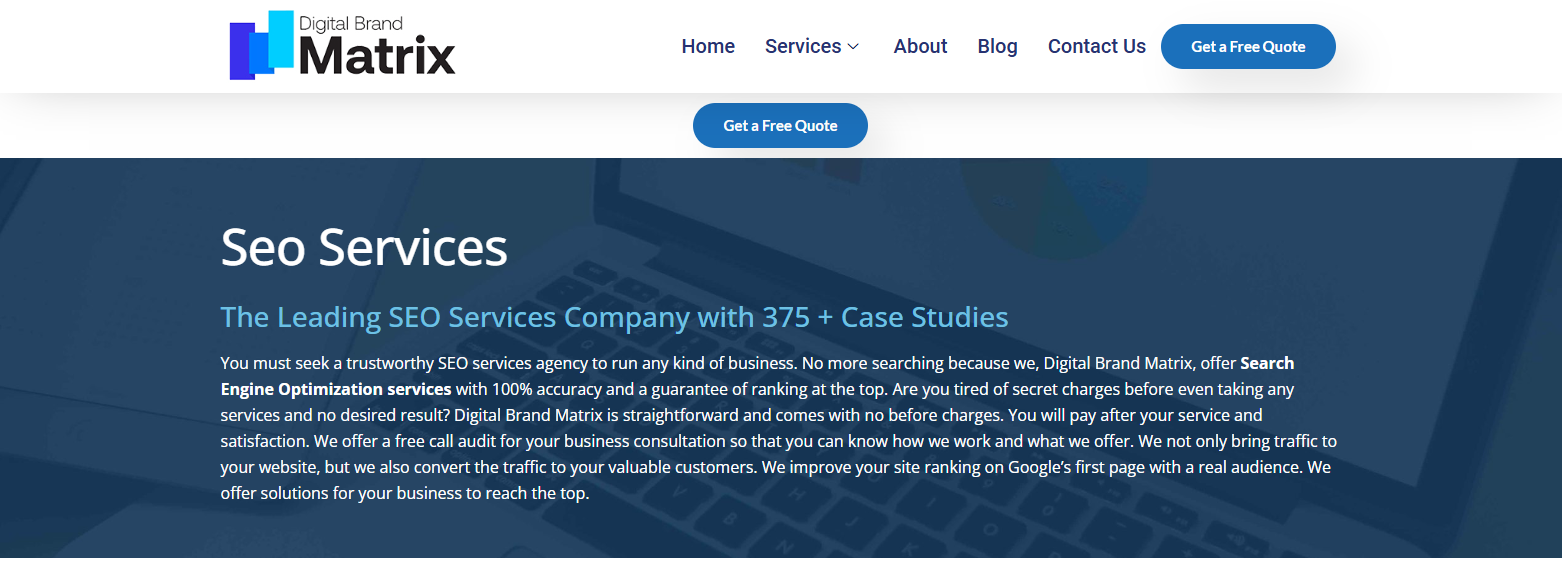 Digital Brand
Matrix
Home Services About Blog Contact Us Get a Free Quote
Get a Free Quote
Seo Services
The Leading SEO Services Company with 375 + Case Studies
You must seek a trustworthy SEO services agency to run any kind of business. No more searching because we, Digital Brand Matrix, offer Search
Engine Optimization services with 100% accuracy and a guarantee of ranking at the top. Are you tired of secret charges before even taking any
services and no desired result? Digital Brand Matrix is straightforward and comes with no before charges. You will pay after your service and
satisfaction. We offer a free call audit for your business consultation so that you can know how we work and what we offer. We not only bring traffic to
your website, but we also convert the traffic to your valuable customers. We improve your site ranking on Google’s first page with a real audience. We
offer solutions for your business to reach the top.